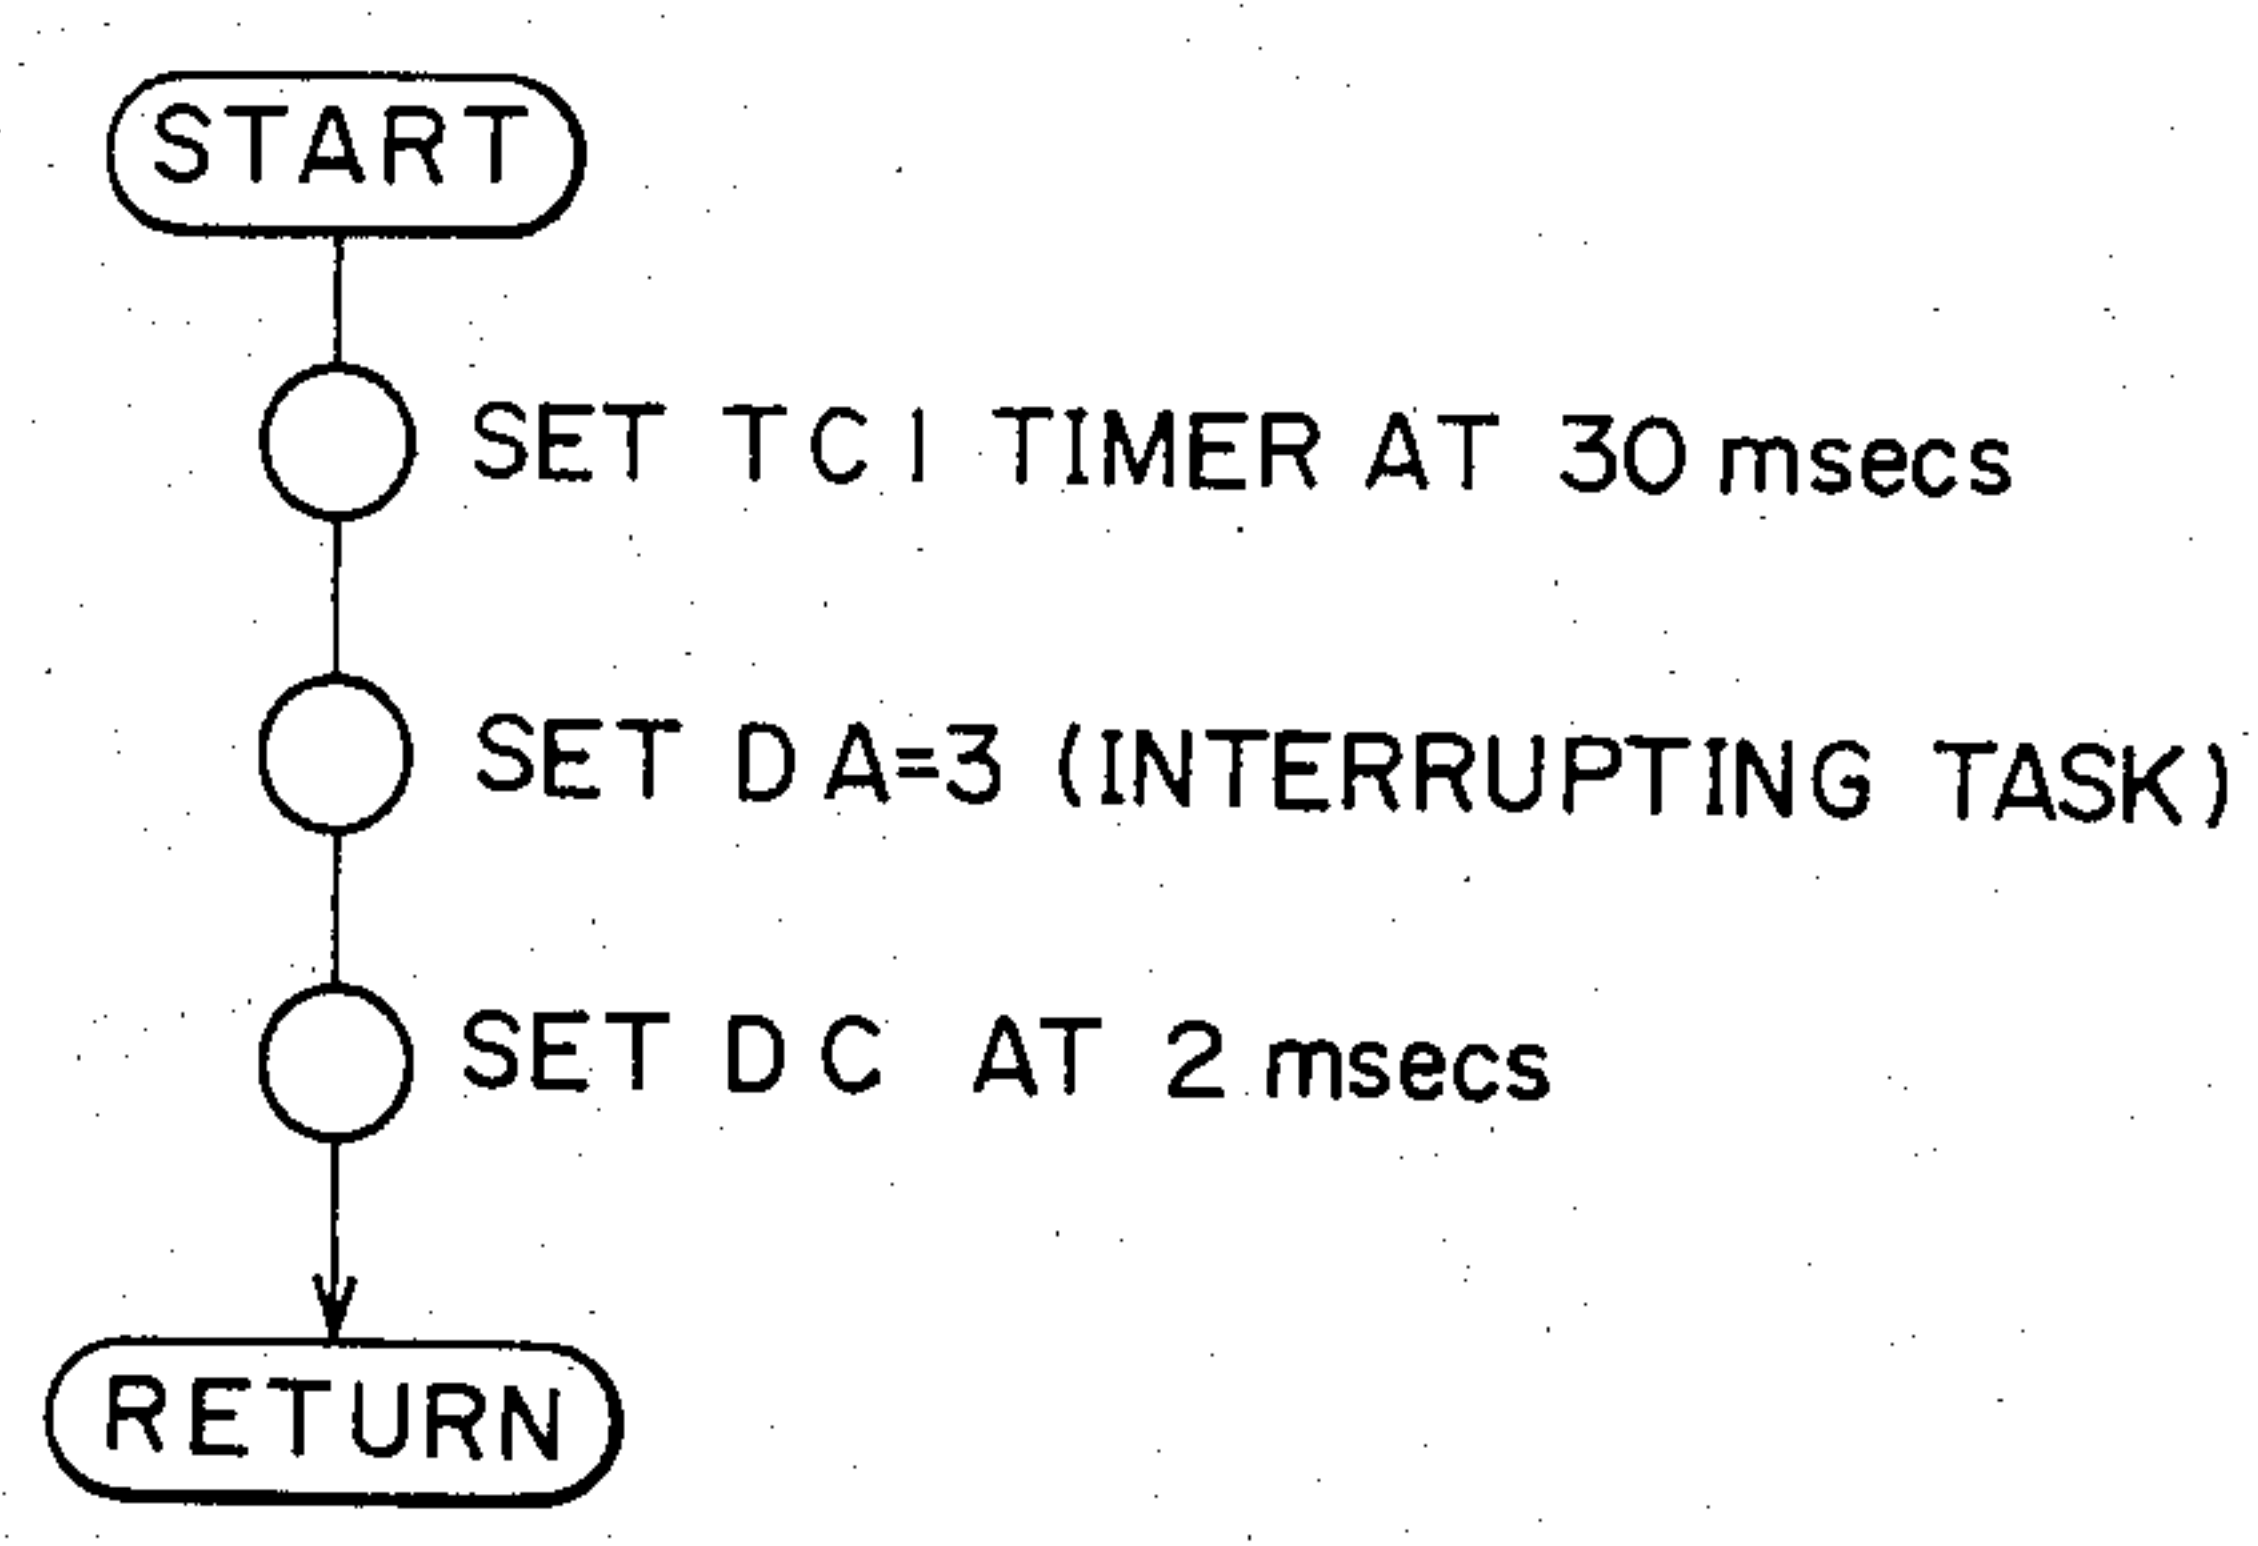 START
SET TC1 TIMER AT 30 msecs
SET DA=3 (INTERRUPTING TASK)
SET DC AT 2 msecs
RETURN